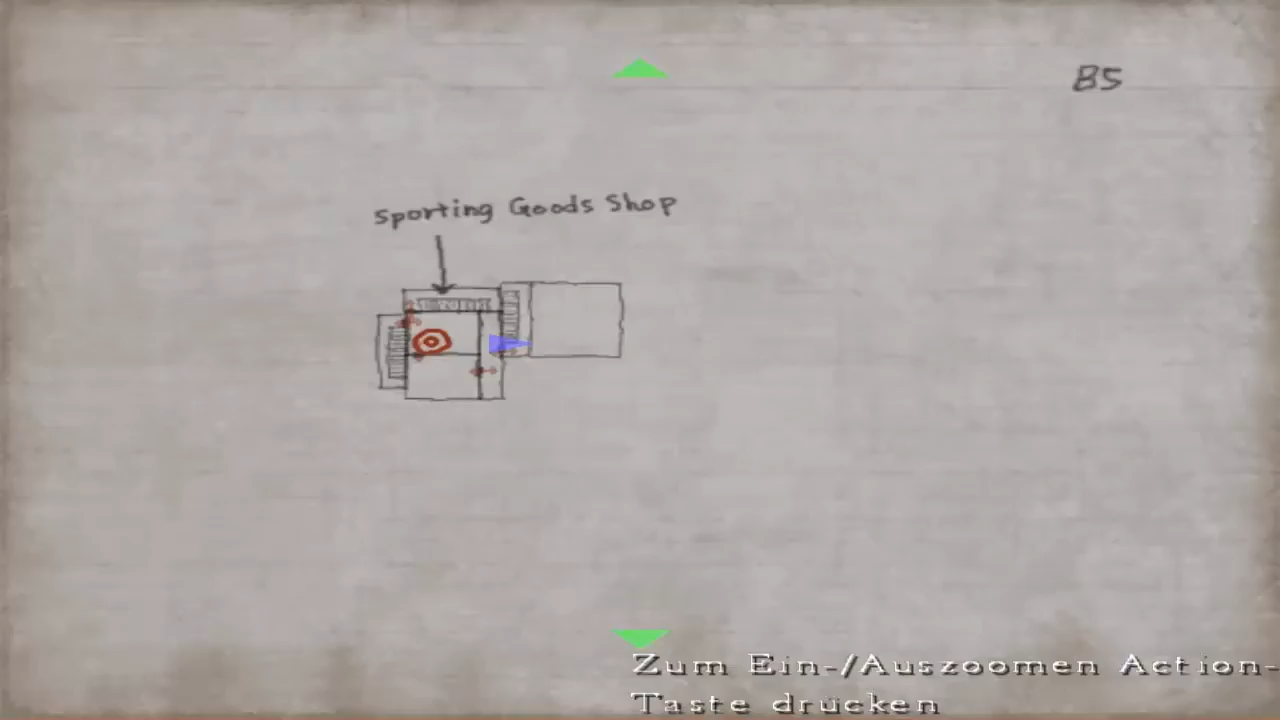 B5
Sporting Goods Shop
Zum Ein-/Auszoomen Action-
Taste drücken